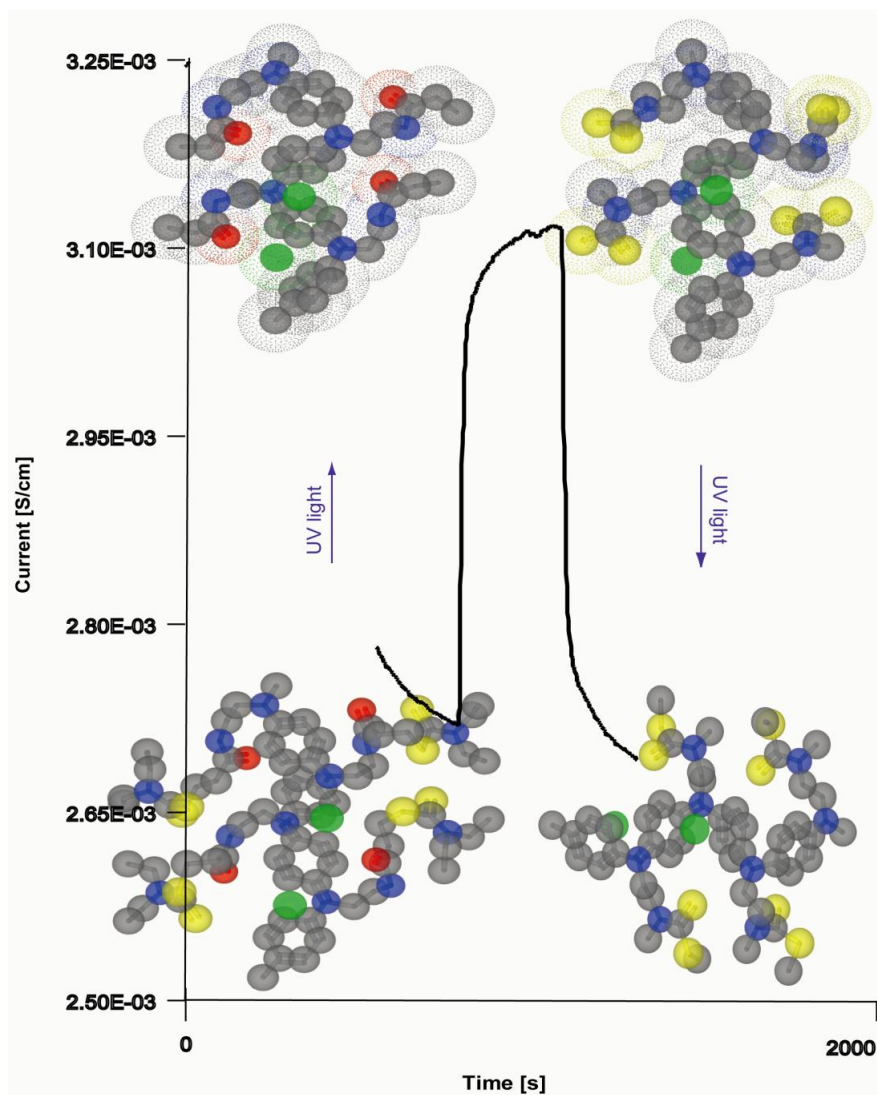 3.25E-03
3.10E-03
2.95E-03
2.80E-03
2.65E-03
2.50E-03
Current [S/cm]
UV light
UV light
0
2000
Time [s]